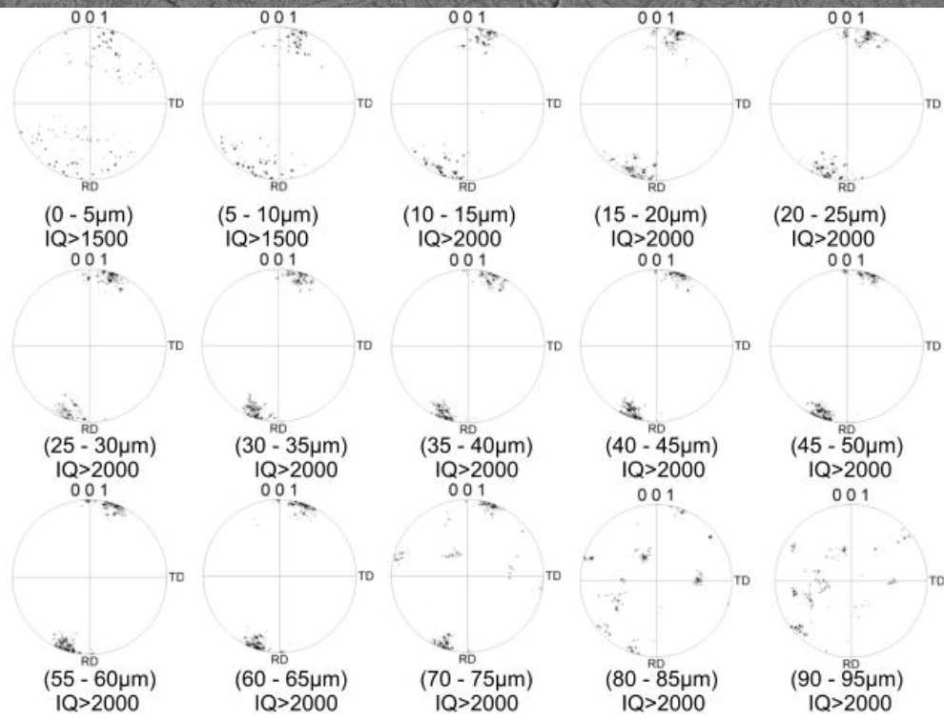 0 0 1 0 0 1 0 0 1 0 0 1 0 0 1
TD TD TD TD TD
RD RD RD RD RD
(0 - 5µm) (5 - 10µm) (10 - 15µm) (15 - 20µm) (20 - 25µm)
IQ>1500 IQ>1500 IQ>2000 IQ>2000 IQ>2000
0 0 1 0 0 1 0 0 1 0 0 1 0 0 1
TD TD TD TD TD
RD RD RD RD RD
(25 - 30µm) (30 - 35µm) (35 - 40µm) (40 - 45µm) (45 - 50µm)
IQ>2000 IQ>2000 IQ>2000 IQ>2000 IQ>2000
0 0 1 0 0 1 0 0 1 0 0 1 0 0 1
TD TD TD TD TD
RD RD RD RD RD
(55 - 60µm) (60 - 65µm) (70 - 75µm) (80 - 85µm) (90 - 95µm)
IQ>2000 IQ>2000 IQ>2000 IQ>2000 IQ>2000